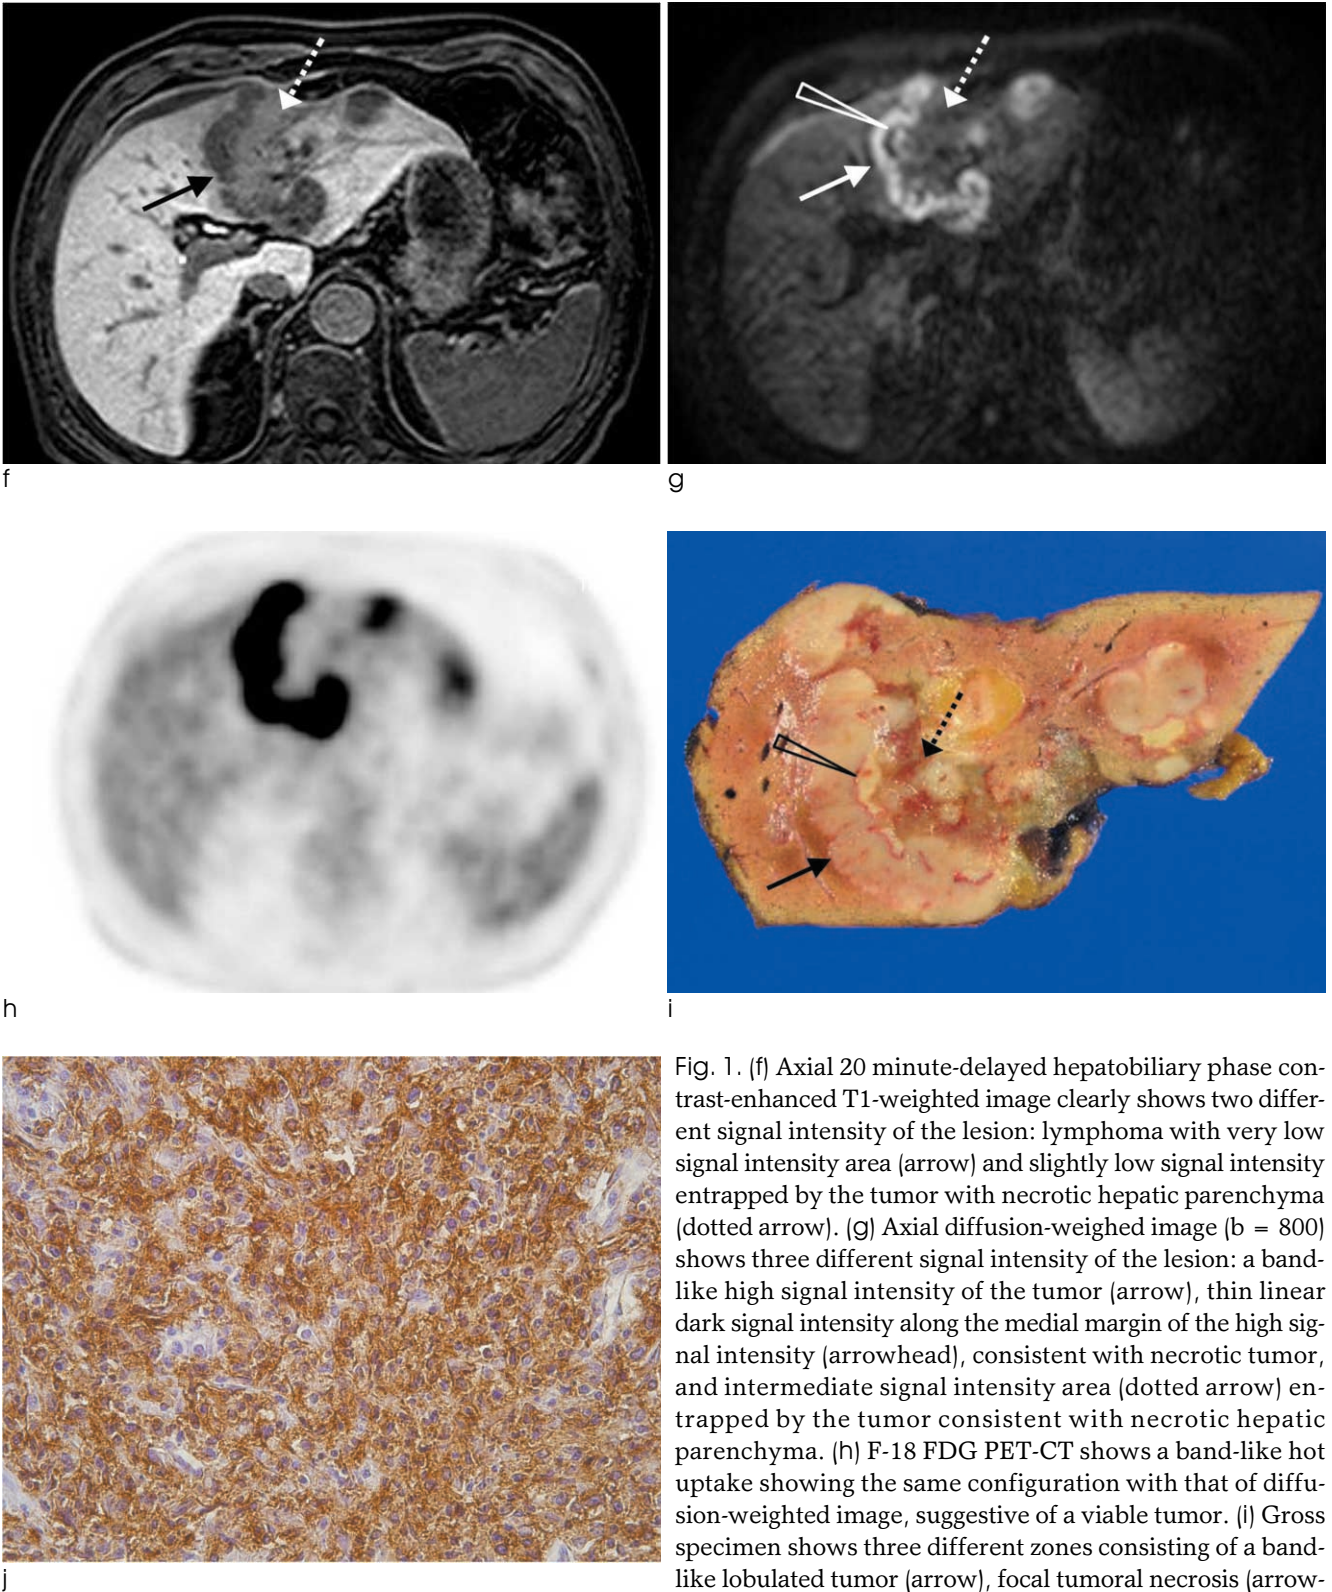 f
g
h
i
j
Fig. 1. (f) Axial 20 minute-delayed hepatobiliary phase con-
trast-enhanced T1-weighted image clearly shows two differ-
ent signal intensity of the lesion: lymphoma with very low
signal intensity area (arrow) and slightly low signal intensity
entrapped by the tumor with necrotic hepatic parenchyma
(dotted arrow). (g) Axial diffusion-weighed image (b = 800)
shows three different signal intensity of the lesion: a band-
like high signal intensity of the tumor (arrow), thin linear
dark signal intensity along the medial margin of the high sig-
nal intensity (arrowhead), consistent with necrotic tumor,
and intermediate signal intensity area (dotted arrow) en-
trapped by the tumor consistent with necrotic hepatic
parenchyma. (h) F-18 FDG PET-CT shows a band-like hot
uptake showing the same configuration with that of diffu-
sion-weighted image, suggestive of a viable tumor. (i) Gross
specimen shows three different zones consisting of a band-
like lobulated tumor (arrow), focal tumoral necrosis (arrow-